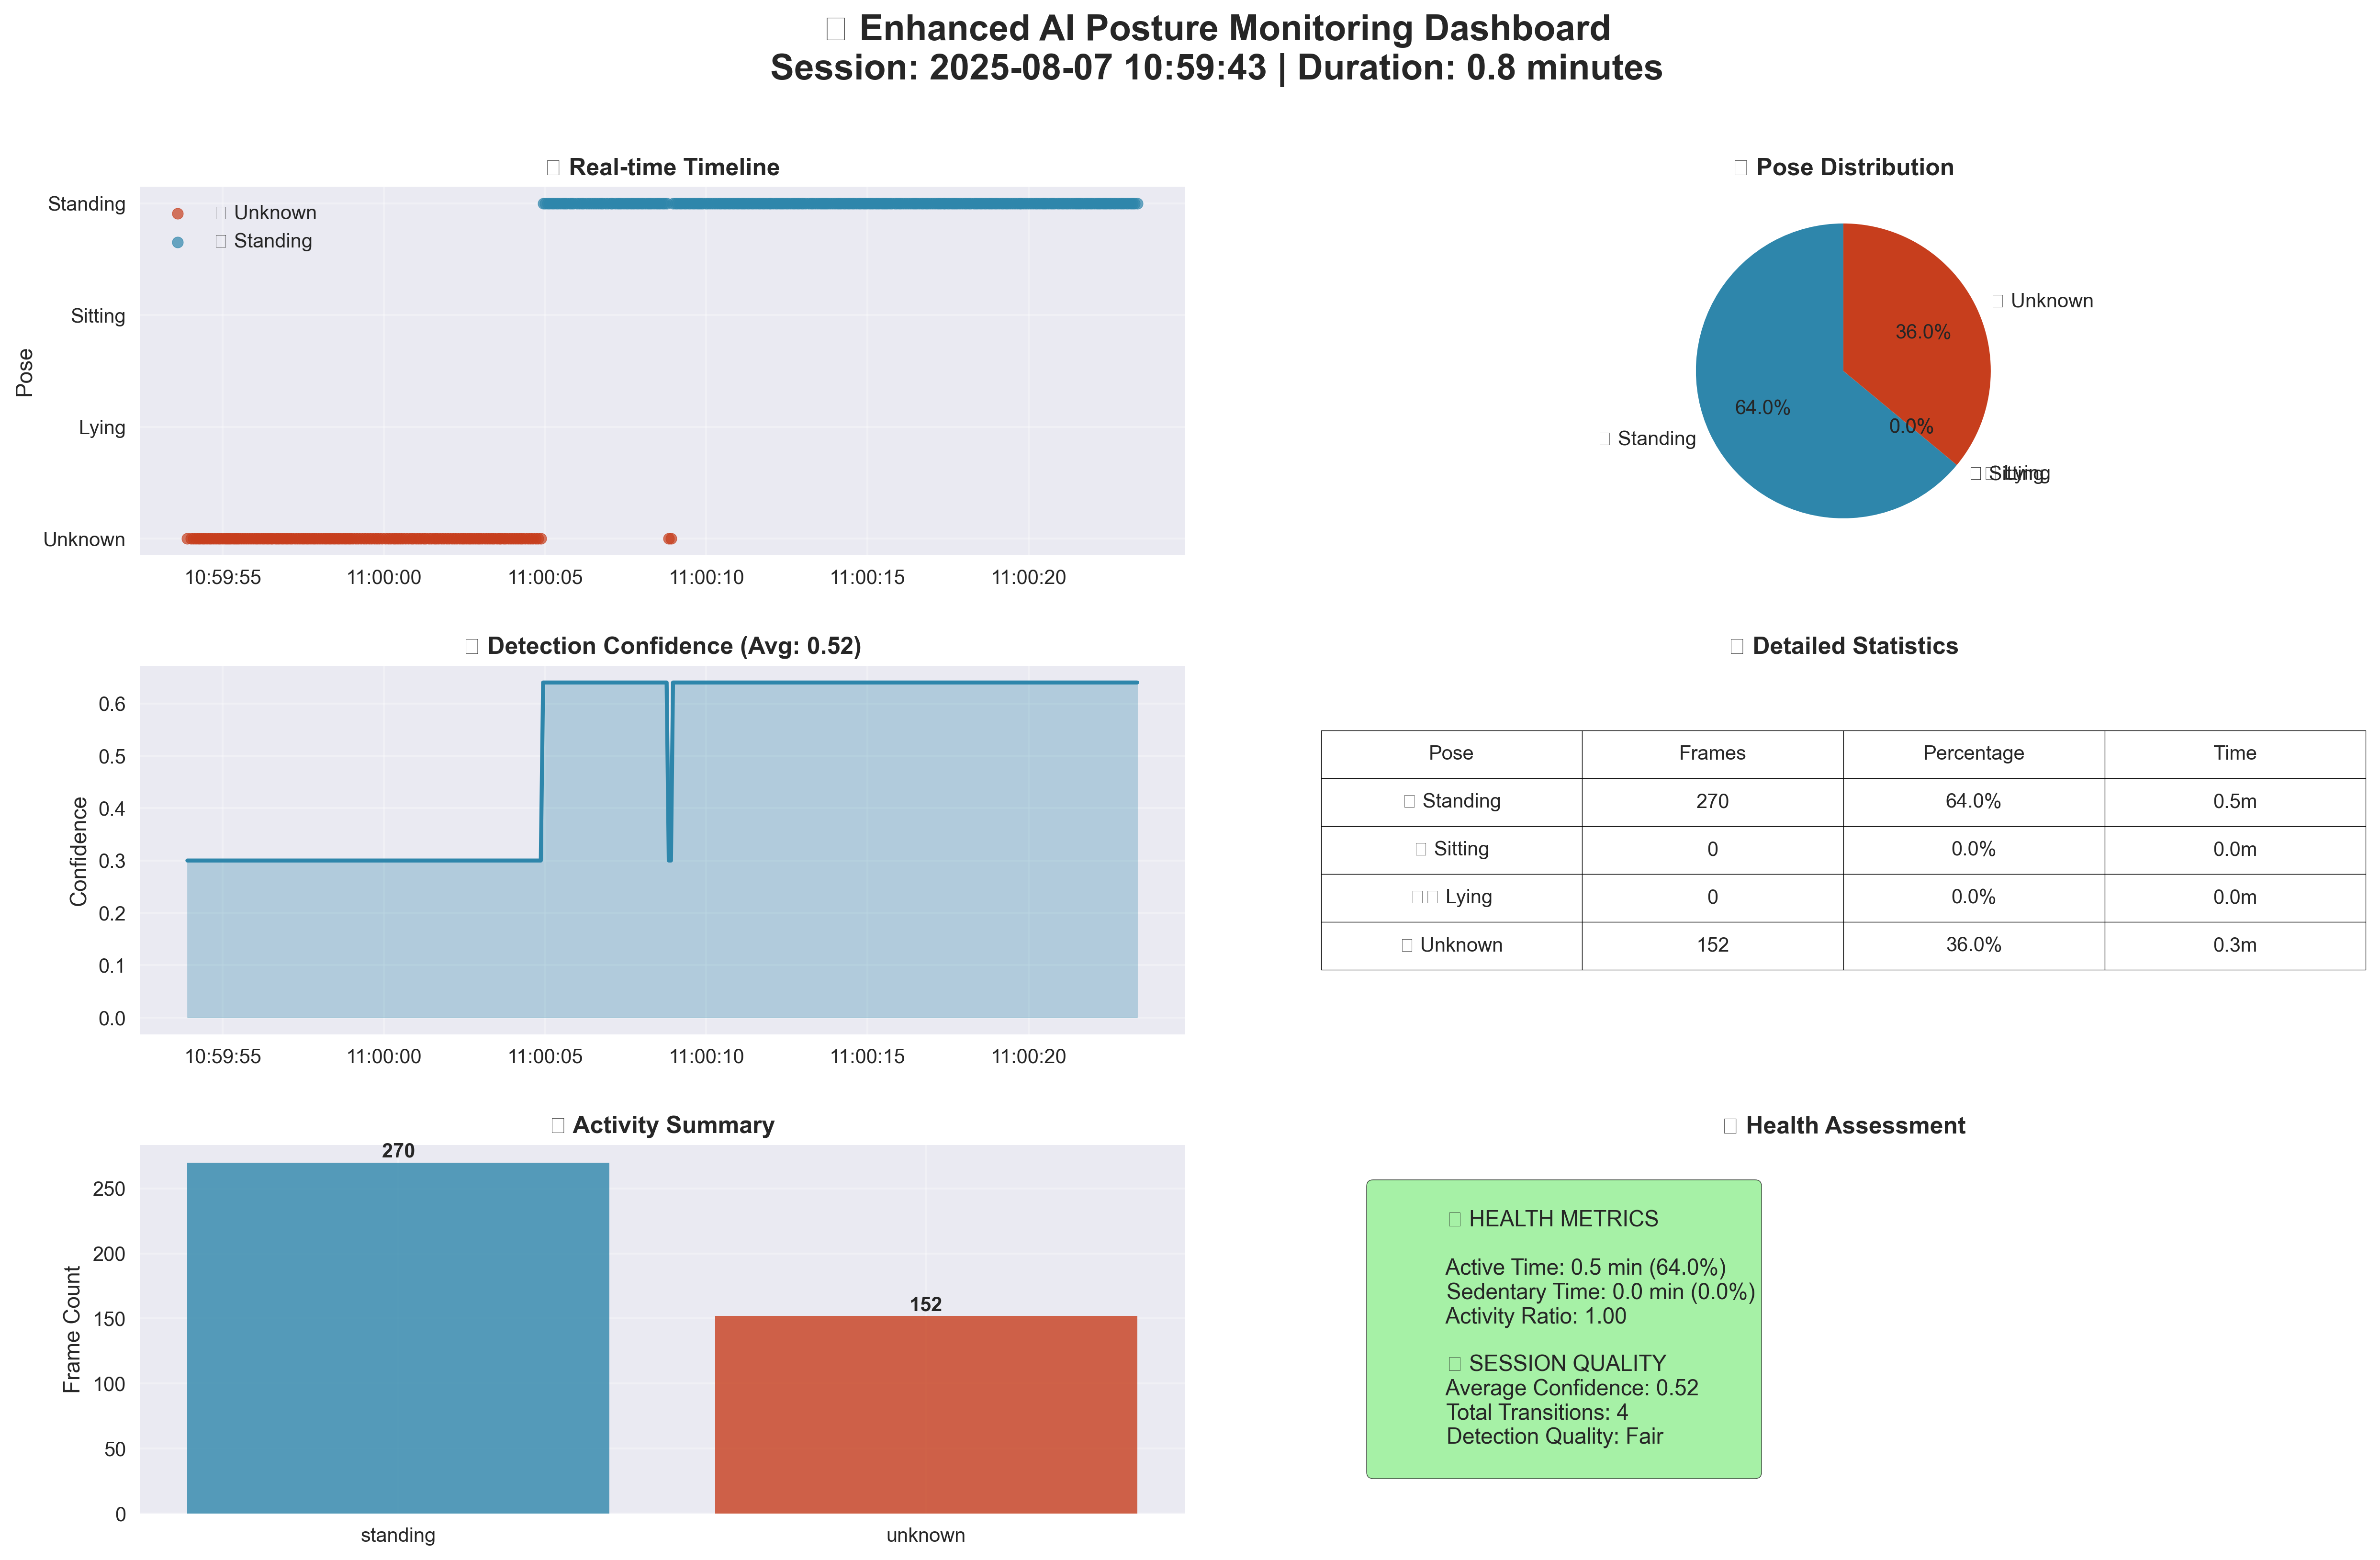 Enhanced AI Posture Monitoring Dashboard
Session: 2025-08-07 10:59:43 | Duration: 0.8 minutes
Real-time Timeline
Standing
Sitting
Lying
Unknown
Pose
Unknown
Standing
10:59:55 11:00:00 11:00:05 11:00:10 11:00:15 11:00:20
Pose Distribution
Unknown
36.0%
64.0%
0.0%
Standing
Sitting
Lying
Detection Confidence (Avg: 0.52)
Confidence
0.6
0.5
0.4
0.3
0.2
0.1
0.0
10:59:55 11:00:00 11:00:05 11:00:10 11:00:15 11:00:20
Detailed Statistics
Pose Frames Percentage Time
Standing 270 64.0% 0.5m
Sitting 0 0.0% 0.0m
Lying 0 0.0% 0.0m
Unknown 152 36.0% 0.3m
Activity Summary
Frame Count
250
200
150
100
50
0
270
152
standing unknown
Health Assessment
HEALTH METRICS
Active Time: 0.5 min (64.0%)
Sedentary Time: 0.0 min (0.0%)
Activity Ratio: 1.00
SESSION QUALITY
Average Confidence: 0.52
Total Transitions: 4
Detection Quality: Fair